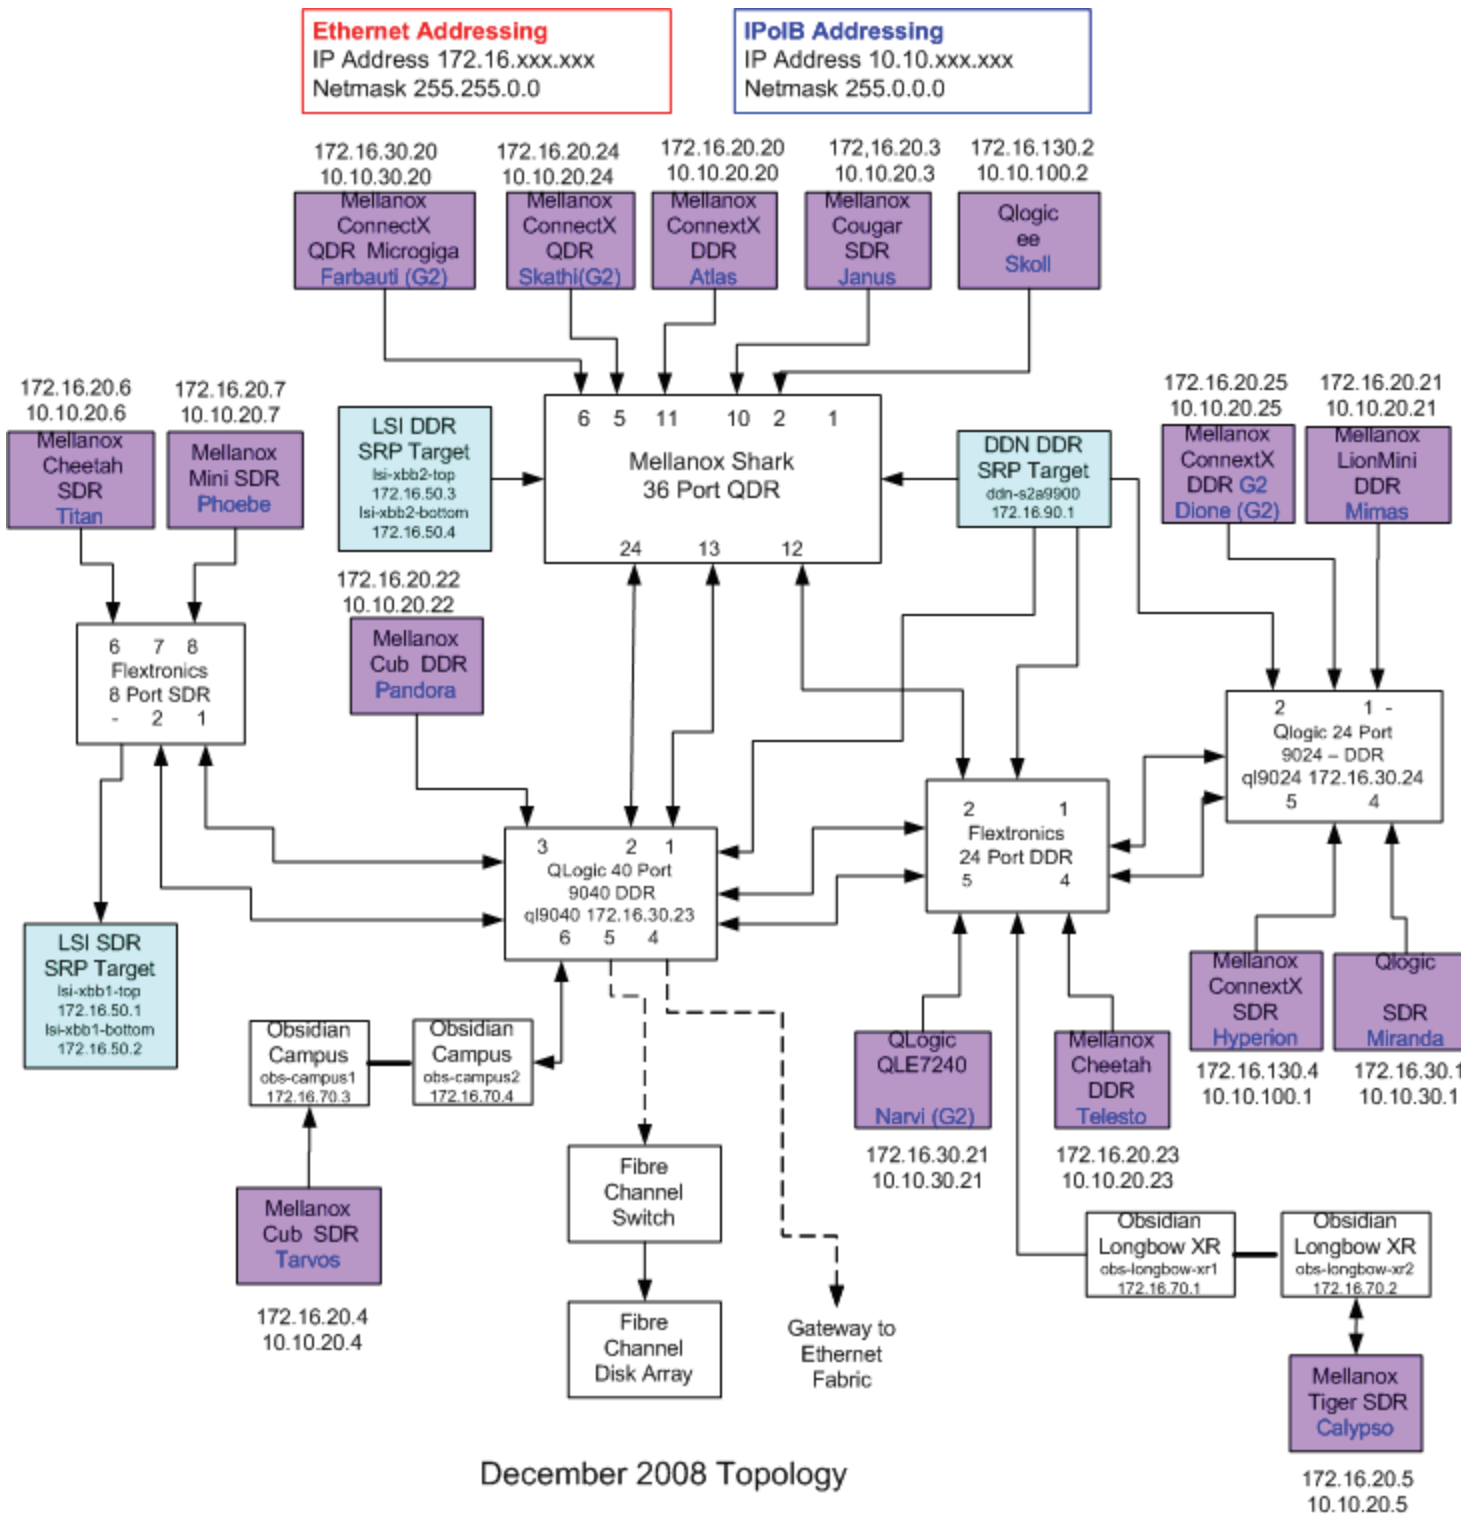 Ethernet Addressing
IP Address 172.16.xxx.xxx
Netmask 255.255.0.0
IPoIB Addressing
IP Address 10.10.xxx.xxx
Netmask 255.0.0.0
172.16.30.20
10.10.30.20
Mellanox
ConnectX
QDR Microgiga
Farbauti (G2)
172.16.20.24
10.10.20.24
Mellanox
ConnectX
QDR
Skathi(G2)
172.16.20.20
10.10.20.20
Mellanox
ConnextX
DDR
Atlas
172,16.20.3
10.10.20.3
Mellanox
Cougar
SDR
Janus
172.16.130.2
10.10.100.2
Qlogic
ee
Skoll
172.16.20.6
10.10.20.6
Mellanox
Cheetah
SDR
Titan
172.16.20.7
10.10.20.7
Mellanox
Mini SDR
Phoebe
LSI DDR
SRP Target
lsi-xbb2-top
172.16.50.3
lsi-xbb2-bottom
172.16.50.4
6 5 11 10 2 1
Mellanox Shark
36 Port QDR
24 13 12
DDN DDR
SRP Target
ddn-s2a9900
172.16.90.1
172.16.20.25
10.10.20.25
Mellanox
ConnextX
DDR G2
Dione (G2)
172.16.20.21
10.10.20.21
Mellanox
LionMini
DDR
Mimas
6 7 8
Flextronics
8 Port SDR
- 2 1
172.16.20.22
10.10.20.22
Mellanox
Cub DDR
Pandora
2 1 -
Qlogic 24 Port
9024 – DDR
ql9024 172.16.30.24
5 4
3 2 1
QLogic 40 Port
9040 DDR
ql9040 172.16.30.23
6 5 4
2 1
Flextronics
24 Port DDR
5 4
LSI SDR
SRP Target
lsi-xbb1-top
172.16.50.1
lsi-xbb1-bottom
172.16.50.2
Obsidian
Campus
obs-campus1
172.16.70.3
Obsidian
Campus
obs-campus2
172.16.70.4
Mellanox
Cub SDR
Tarvos
172.16.20.4
10.10.20.4
Fibre
Channel
Switch
Fibre
Channel
Disk Array
Gateway to
Ethernet
Fabric
QLogic
QLE7240
Narvi (G2)
172.16.30.21
10.10.30.21
Mellanox
Cheetah
DDR
Telesto
172.16.20.23
10.10.20.23
Mellanox
ConnextX
SDR
Hyperion
172.16.130.4
10.10.100.1
Qlogic
SDR
Miranda
172.16.30.1
10.10.30.1
Obsidian
Longbow XR
obs-longbow-xr1
172.16.70.1
Obsidian
Longbow XR
obs-longbow-xr2
172.16.70.2
Mellanox
Tiger SDR
Calypso
172.16.20.5
10.10.20.5
December 2008 Topology